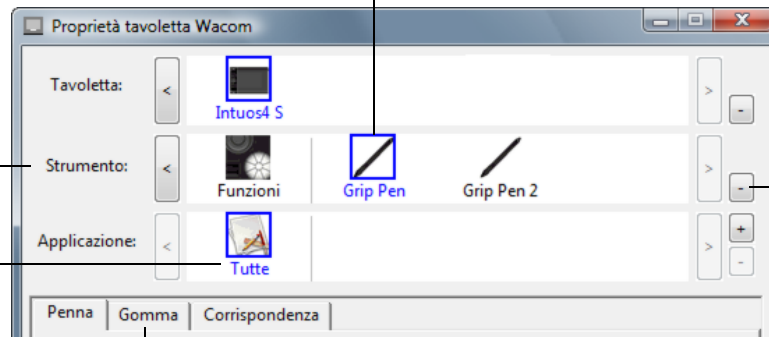 Proprietà tavoletta Wacom
Tavoletta:
<
Intuos4 S
>
-
Strumento:
<
Funzioni
Grip Pen
Grip Pen 2
>
-
Applicazione:
<
Tutte
>
+
-
Penna
Gomma
Corrispondenza